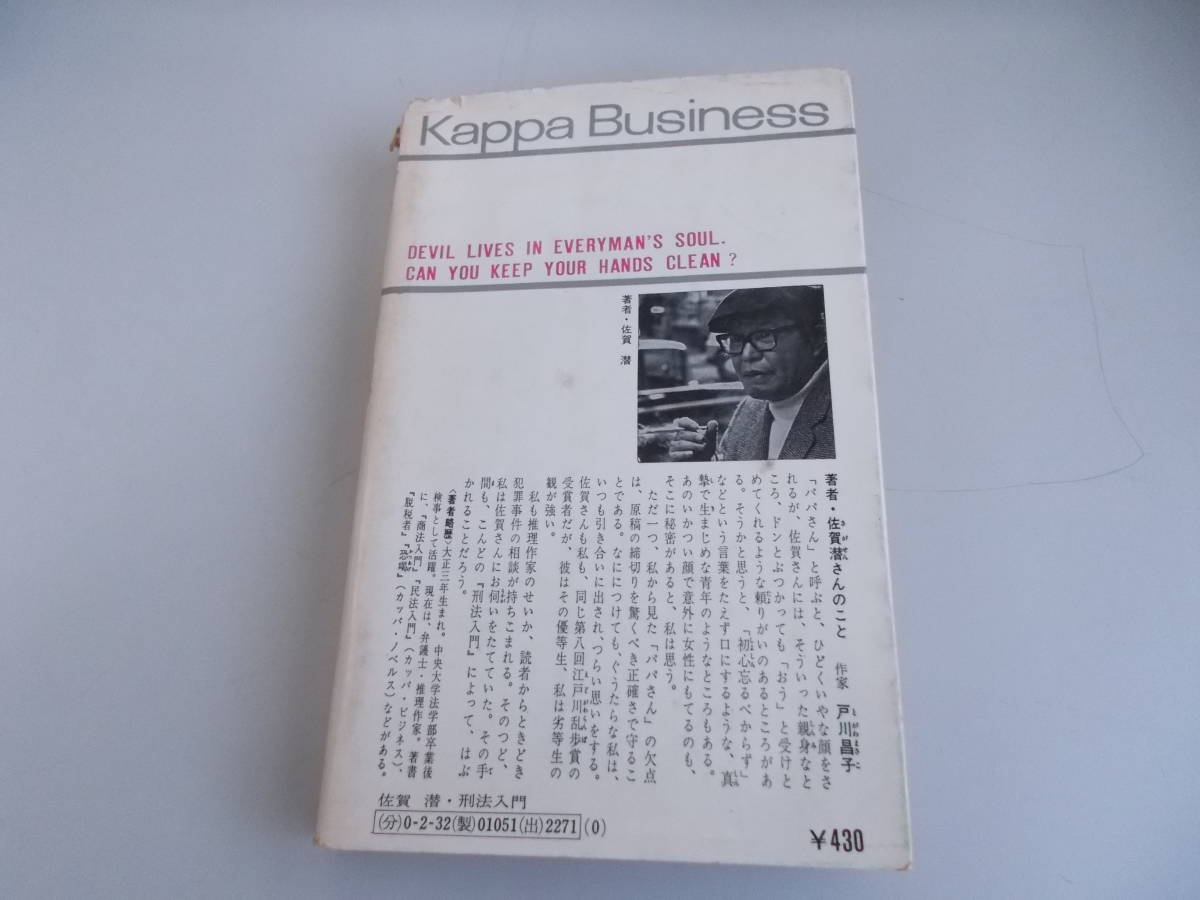 Kappa Business
DEVIL LIVES IN EVERYMAN'S SOUL.
CAN YOU KEEP YOUR HANDS CLEAN?
著者・佐賀 潜
著者・佐賀潜さんのこと 作家 戸川昌子
「パパさん」と呼ぶと、ひどくいやな顔をさ
れるが、佐賀さんには、そういった親身なと
ころ、ドンとぶつかっても「おう」と受けと
めてくれるような頼りがいのあるところがあ
る。そうかと思うと、「初心忘るべからず」
などという言葉をたえず口にするような、真
摯で生まじめな青年のようなところもある。
あのいかつい顔で意外に女性にもてるのも、
そこに秘密があると、私は思う。
ただ一つ、私から見た「パパさん」の欠点
は、原稿の締切りを驚くべき正確さで守るこ
とである。なににつけても、ぐうたらな私は、
いつも引き合いに出され、つらい思いをする。
佐賀さんも私も、同じ第八回江戸川乱歩賞の
受賞者だが、彼はその優等生、私は劣等生の
観が強い。
私も推理作家のせいか、読者からときどき
犯罪事件の相談が持ちこまれる。そのつど、
私は佐賀さんにお伺いをたてていた。その手
間も、こんどの『刑法入門』によって、はぶ
かれることだろう。
〈著者略歴〉大正三年生まれ。中央大学法学部卒業後
検事として活躍。現在は、弁護士・推理作家。著書
に、『商法入門』『民法入門』(カッパ・ビジネス)、
『脱税者』『恐喝』(カッパ・ノベルス)などがある。
佐賀 潜・刑法入門
(分)0-2-32(製)01051(出)2271(0)
¥430